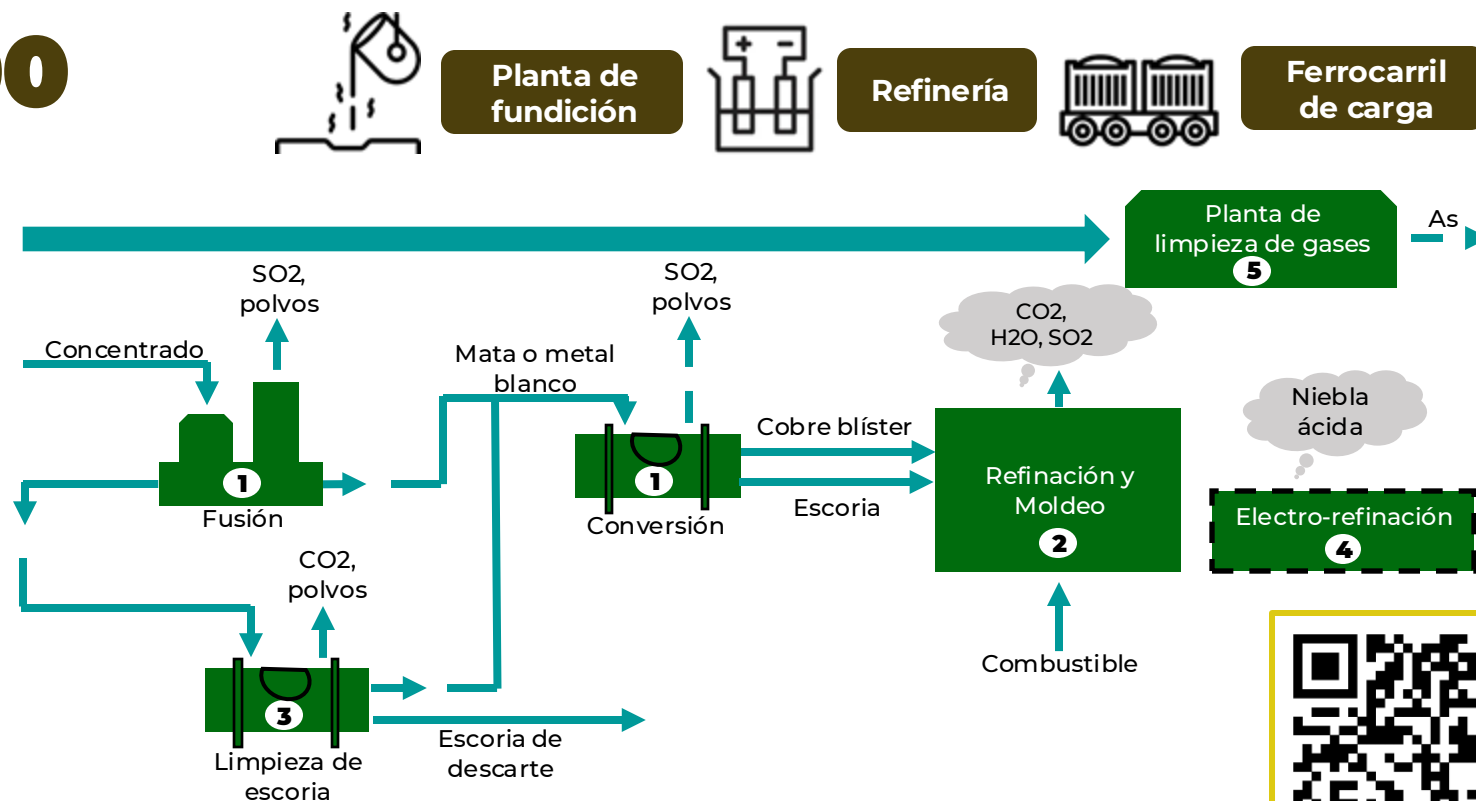 00
Planta de
fundición
Refinería
Ferrocarril
de carga
Planta de
limpieza de gases
5
As
SO2,
polvos
SO2,
polvos
CO2,
H2O, SO2
Concentrado
Mata o metal
blanco
Niebla
ácida
Cobre blíster
1
Fusión
1
Conversión
Escoria
Refinación y
Moldeo
2
Electro-refinación
4
CO2,
polvos
Combustible
3
Limpieza de
escoria
Escoria de
descarte